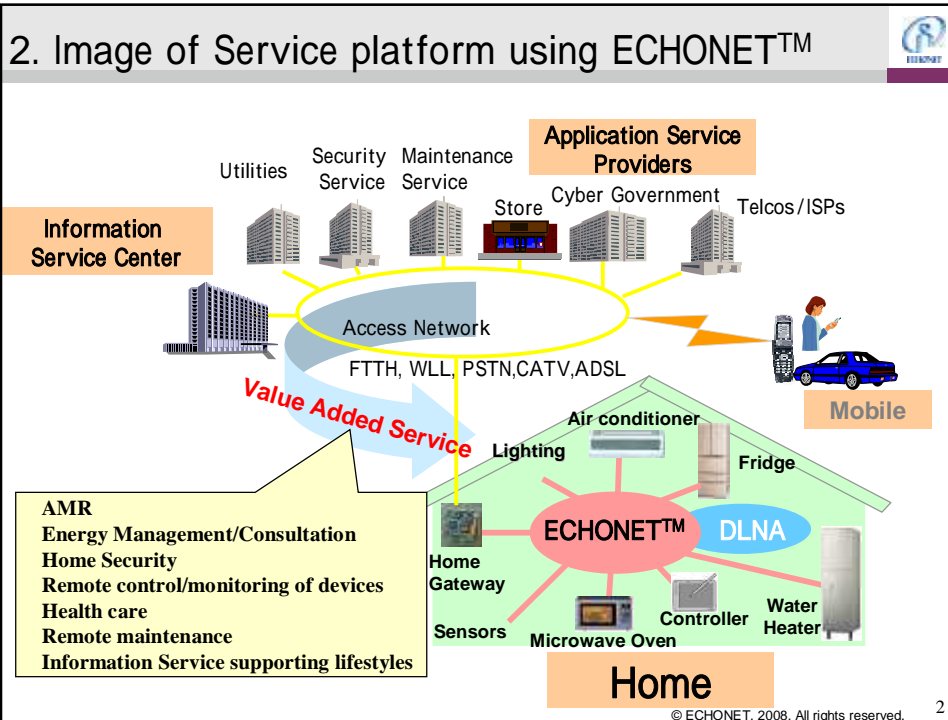 2. Image of Service platform using ECHONET™
ECHONET
Application Service
Providers
Utilities
Security
Service
Maintenance
Service
Store
Cyber Government
Telcos/ISPs
Information
Service Center
Access Network
FTTH, WLL, PSTN,CATV,ADSL
Value Added Service
Mobile
AMR
Energy Management/Consultation
Home Security
Remote control/monitoring of devices
Health care
Remote maintenance
Information Service supporting lifestyles
Air conditioner
Lighting
Fridge
ECHONET™
DLNA
Home
Gateway
Sensors
Microwave Oven
Controller
Water
Heater
Home
© ECHONET, 2008. All rights reserved.
2